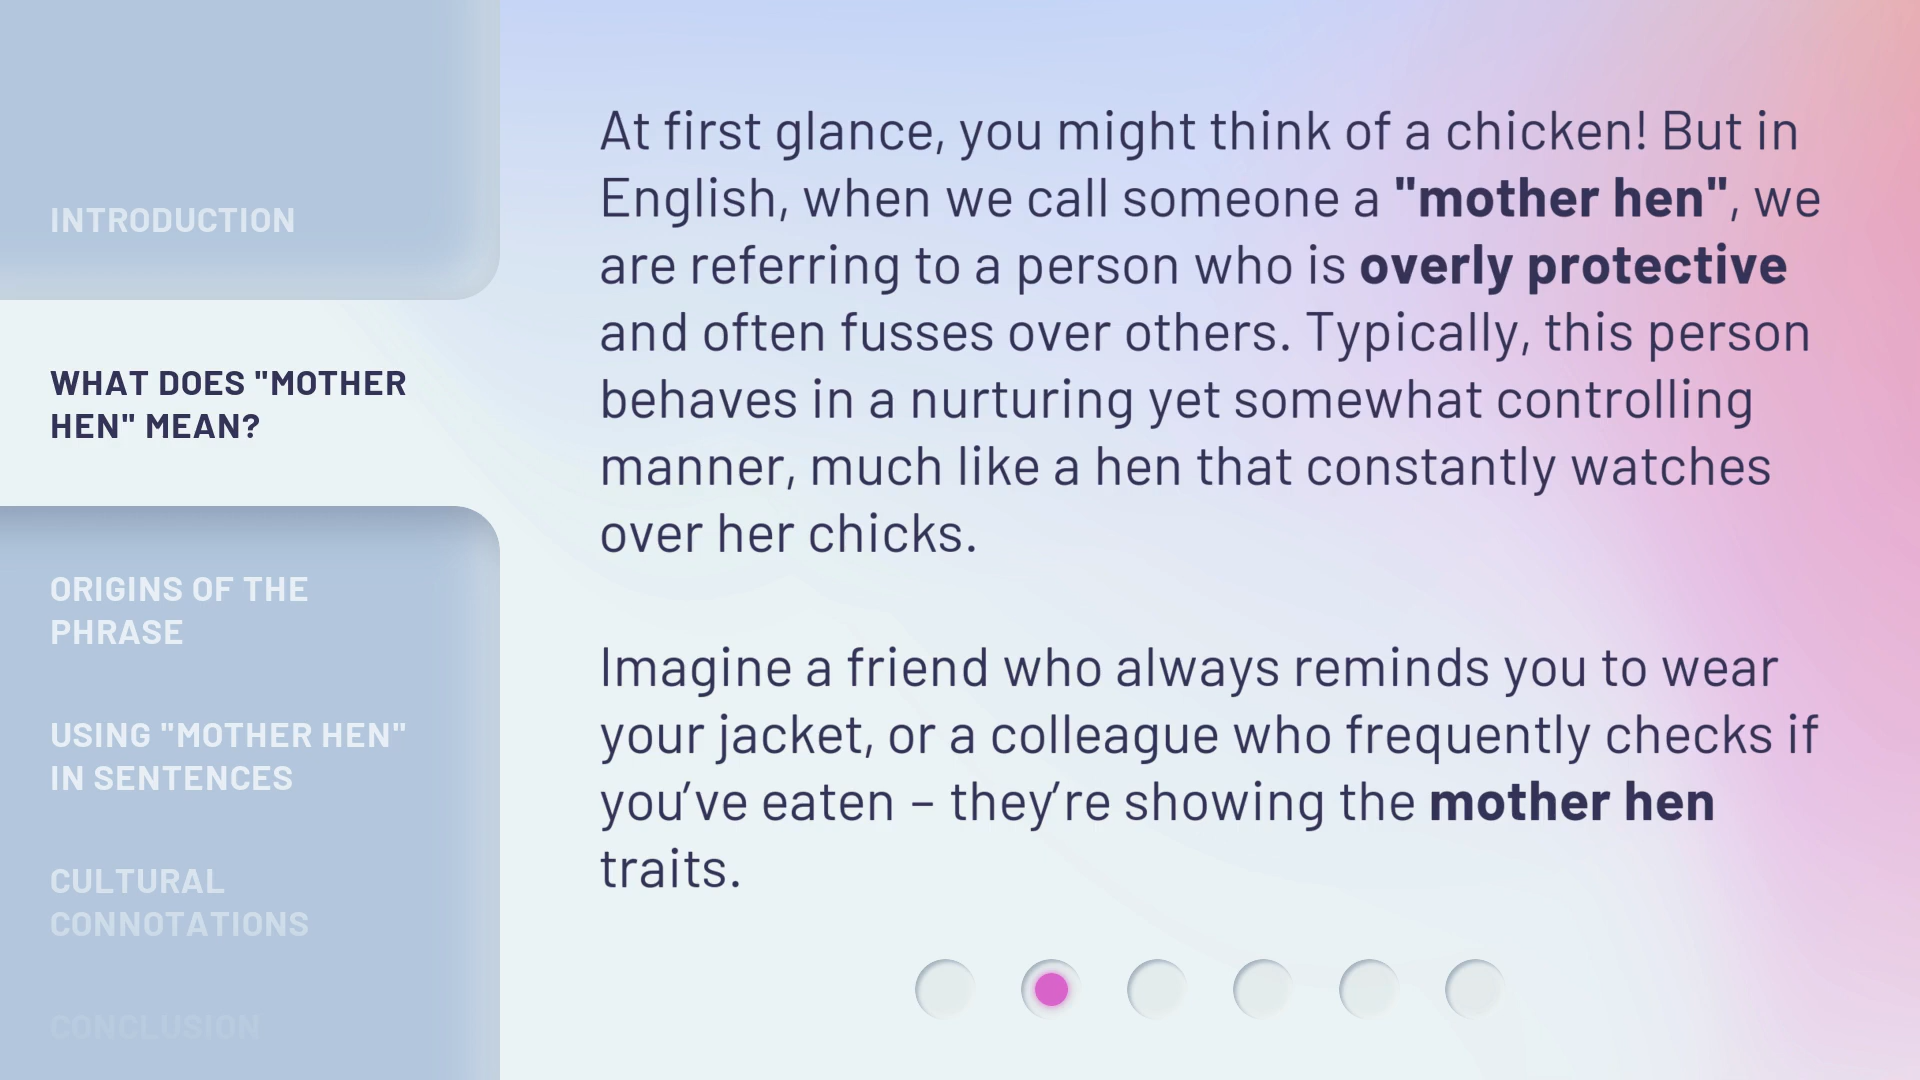 INTRODUCTION
WHAT DOES "MOTHER
HEN" MEAN?
ORIGINS OF THE
PHRASE
USING "MOTHER HEN"
IN SENTENCES
CULTURAL
CONNOTATIONS
CONCLUSION
At first glance, you might think of a chicken! But in
English, when we call someone a "mother hen", we
are referring to a person who is overly protective
and often fusses over others. Typically, this person
behaves in a nurturing yet somewhat controlling
manner, much like a hen that constantly watches
over her chicks.
Imagine a friend who always reminds you to wear
your jacket, or a colleague who frequently checks if
you’ve eaten – they’re showing the mother hen
traits.